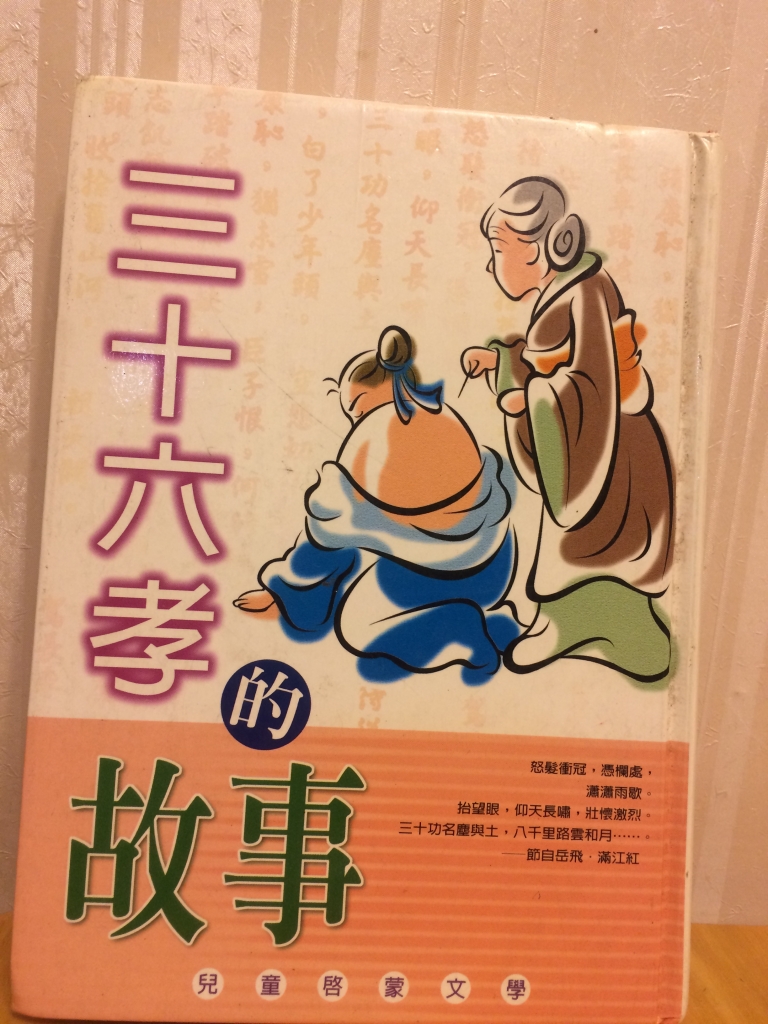 三十六孝
的
故事
怒髮衝冠，憑欄處，
瀟瀟雨歇。
抬望眼，仰天長嘯，壯懷激烈。
三十功名塵與土，八千里路雲和月……。
——節自岳飛．滿江紅
兒童啓蒙文學